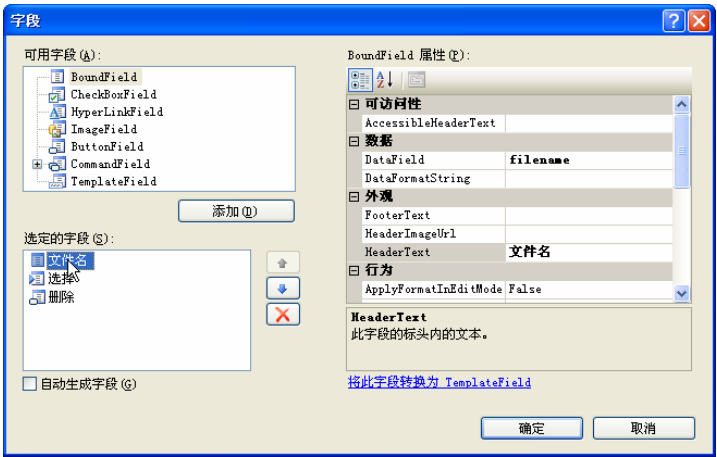 字段
可用字段(A):
BoundField
CheckBoxField
HyperLinkField
ImageField
ButtonField
CommandField
TemplateField
添加(D)
选定的字段(S):
文件名
选择
删除
自动生成字段(G)
BoundField 属性(P):
可访问性
AccessibleHeaderText
数据
DataField filename
DataFormatString
外观
FooterText
HeaderImageUrl
HeaderText 文件名
行为
ApplyFormatInEditMode False
HeaderText
此字段的标头内的文本。
将此字段转换为 TemplateField
确定
取消